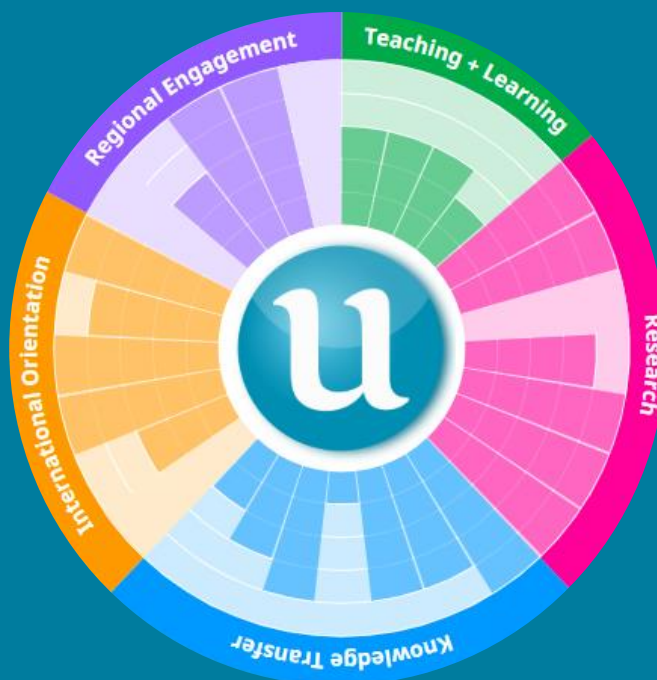 Teaching + Learning
Research
Knowledge Transfer
International Orientation
Regional Engagement
u